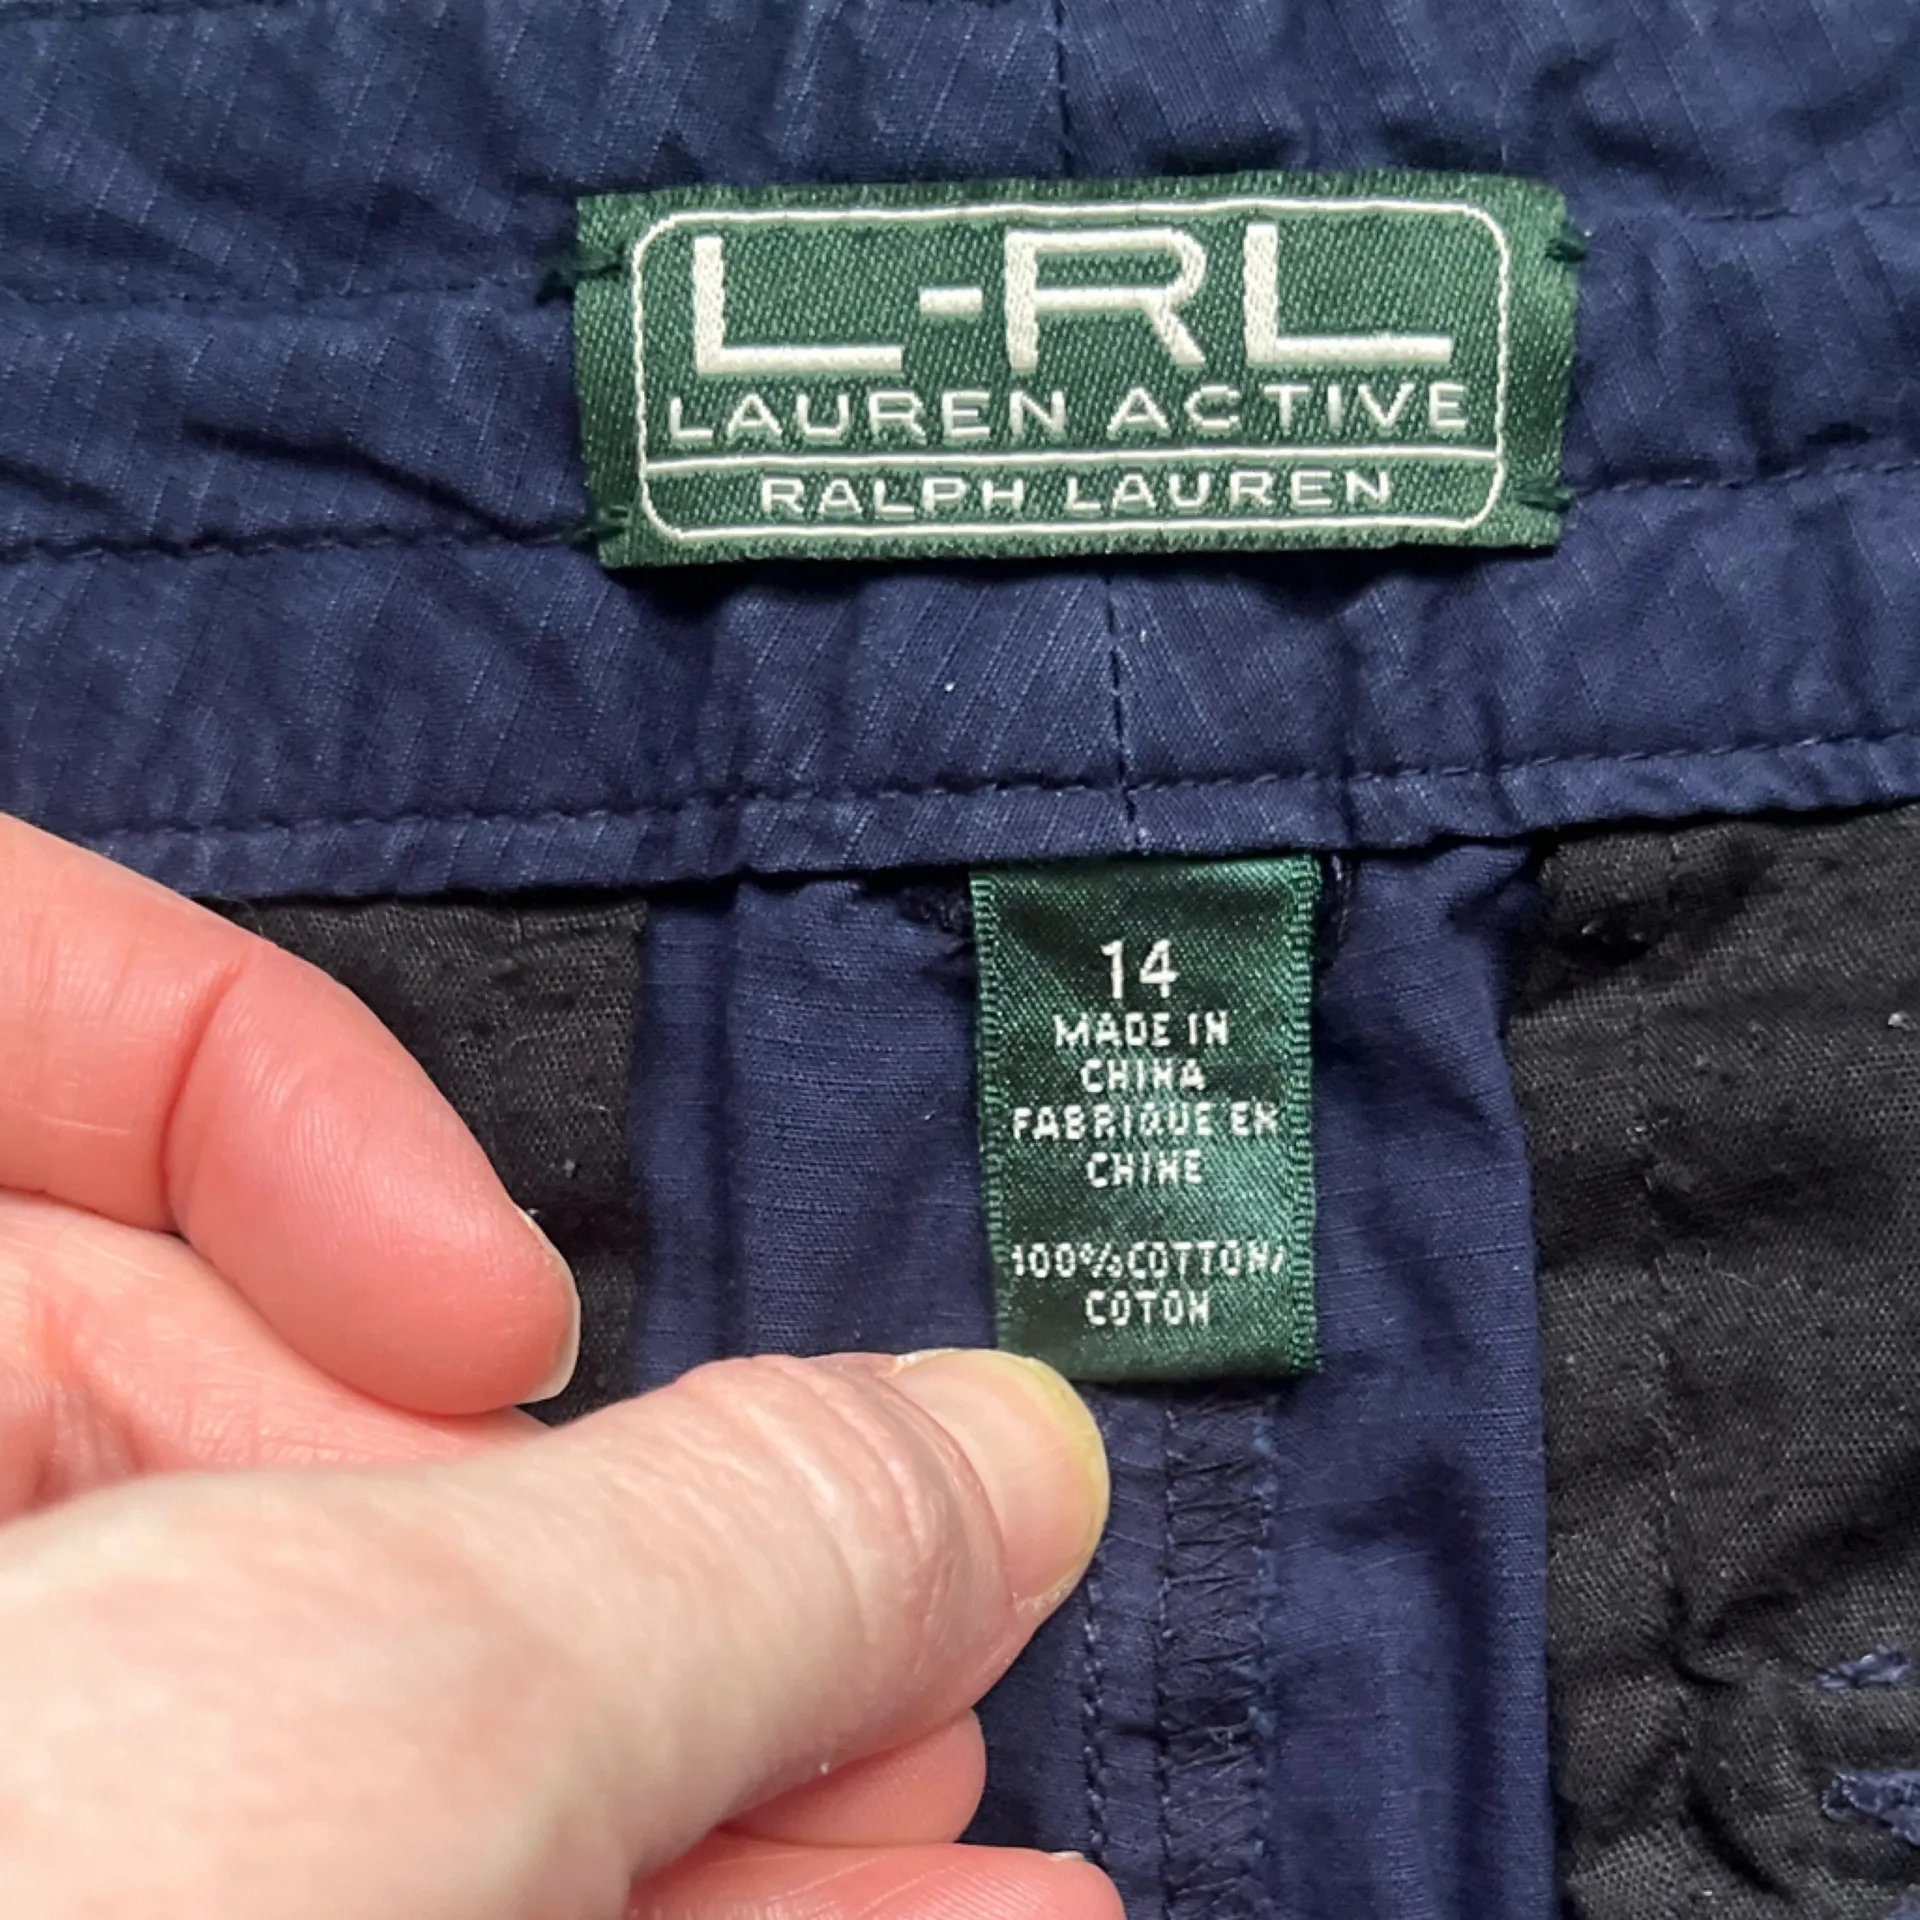 L-RL
LAUREN ACTIVE
RALPH LAUREN
14
MADE IN
CHINA
FABRIQUE EN
CHINE
100%COTTON/
COTON